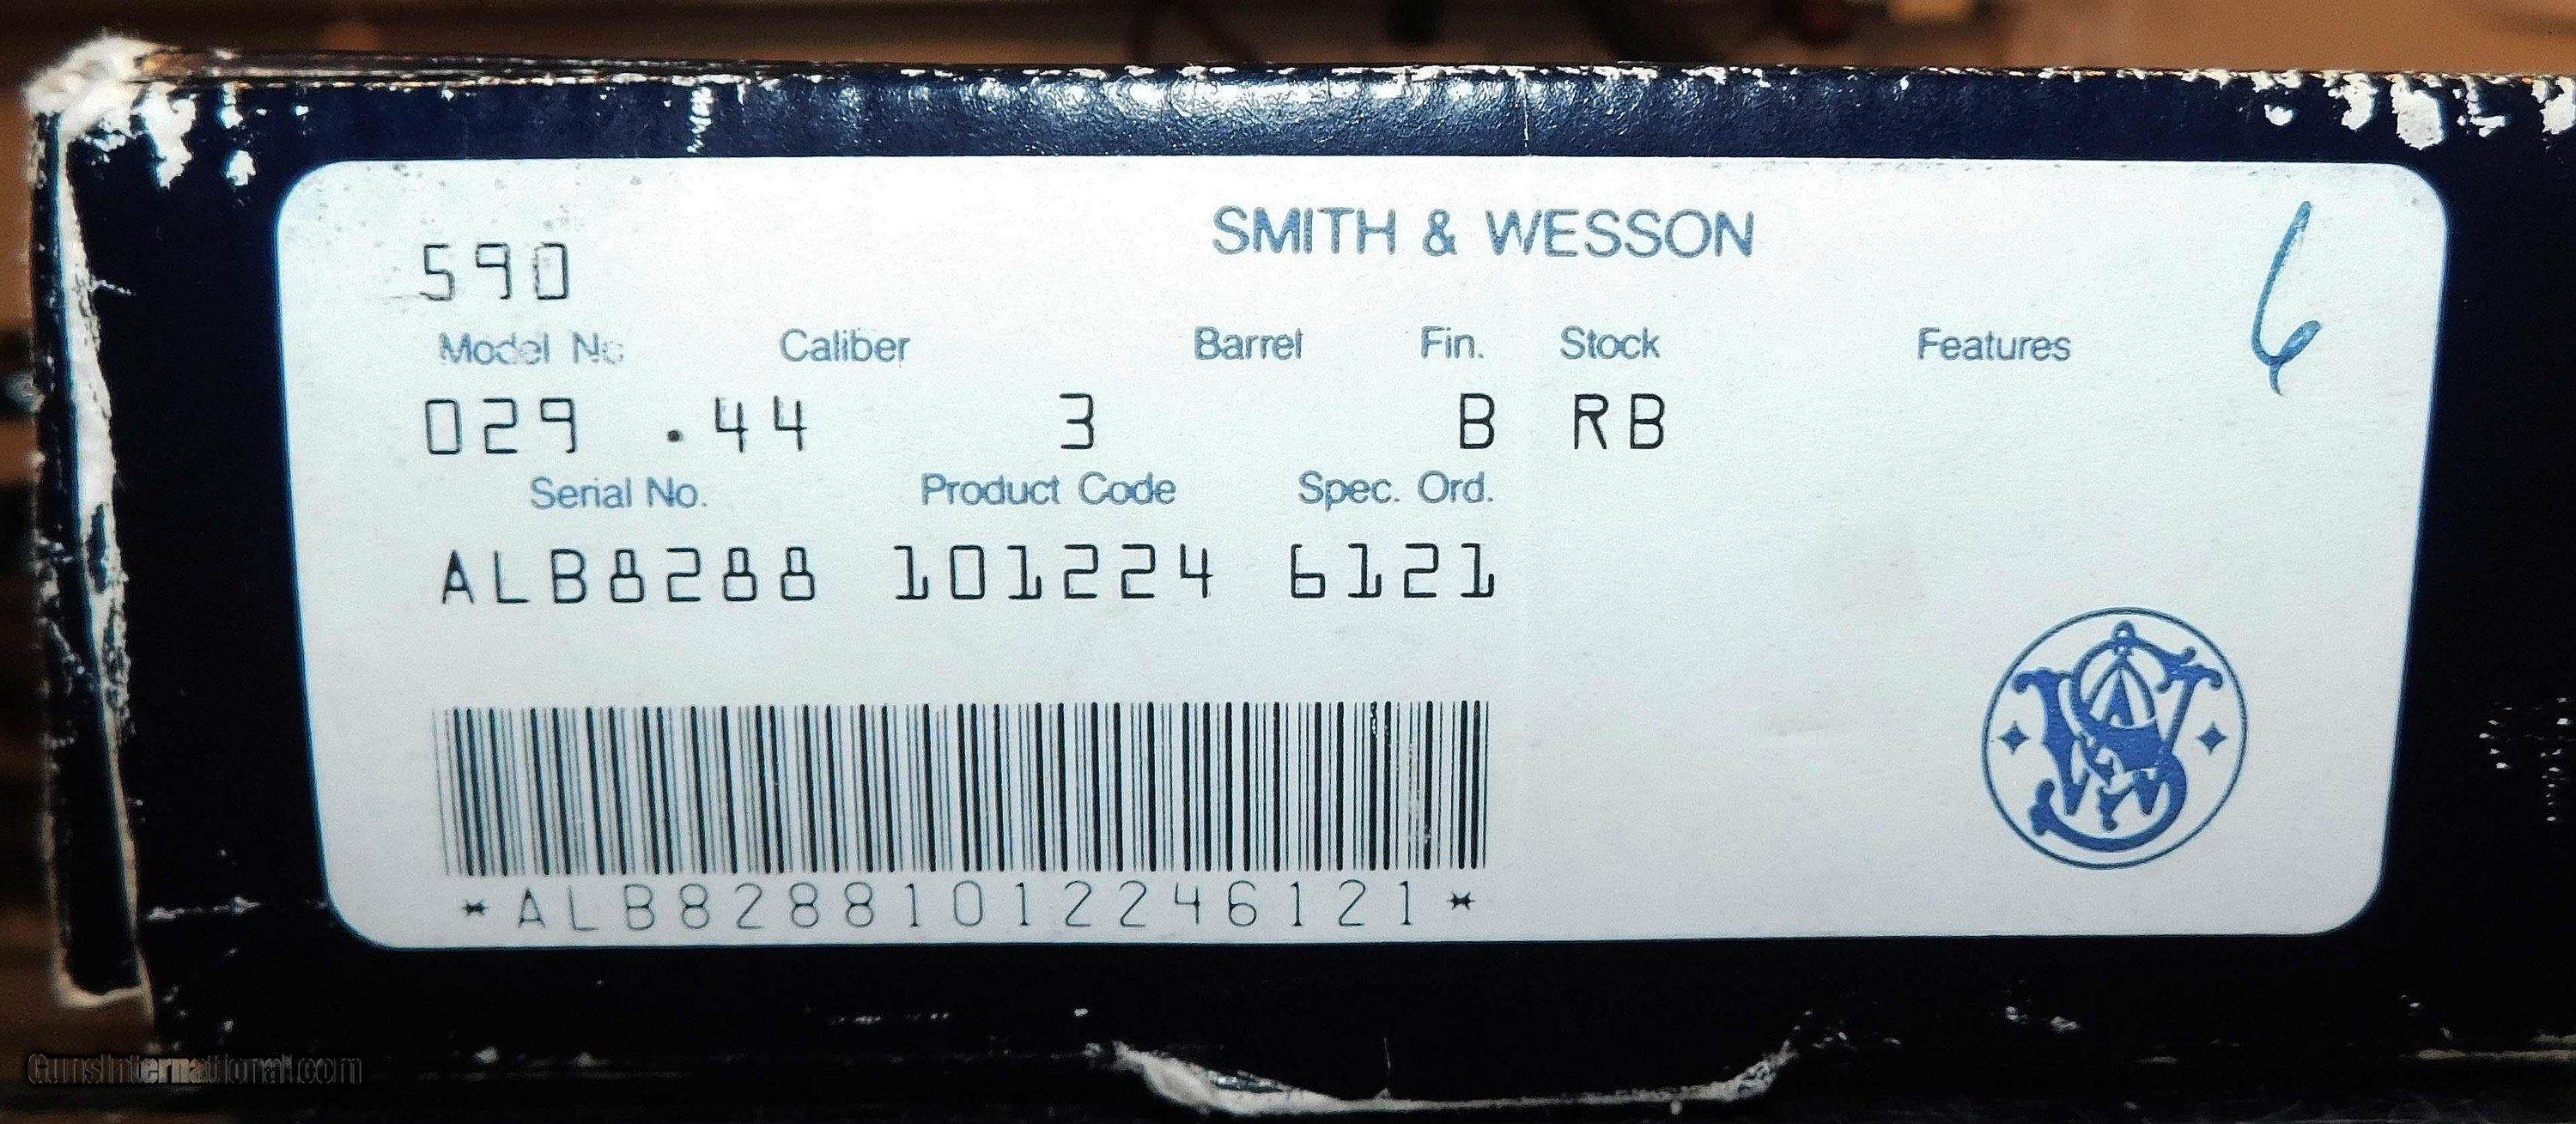 SMITH & WESSON
590
6
Model No Caliber Barrel Fin. Stock Features
029 .44 3 B RB
Serial No. Product Code Spec. Ord.
ALB8288 101224 6121
*ALB82881012246121*
GunsInternational.com